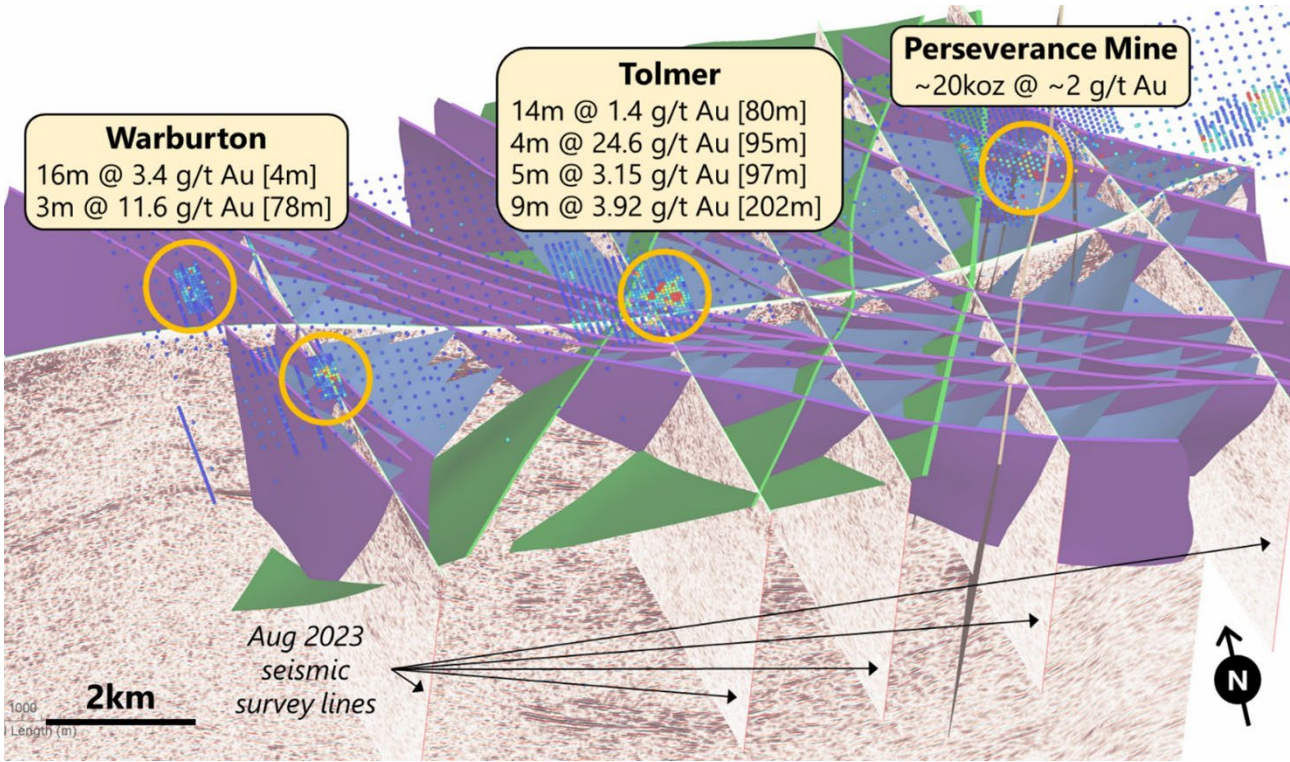 Perseverance Mine
~20koz @ ~2 g/t Au
Tolmer
14m @ 1.4 g/t Au [80m]
4m @ 24.6 g/t Au [95m]
5m @ 3.15 g/t Au [97m]
9m @ 3.92 g/t Au [202m]
Warburton
16m @ 3.4 g/t Au [4m]
3m @ 11.6 g/t Au [78m]
Aug 2023
seismic
survey lines
2km
1000
Length (m)
N